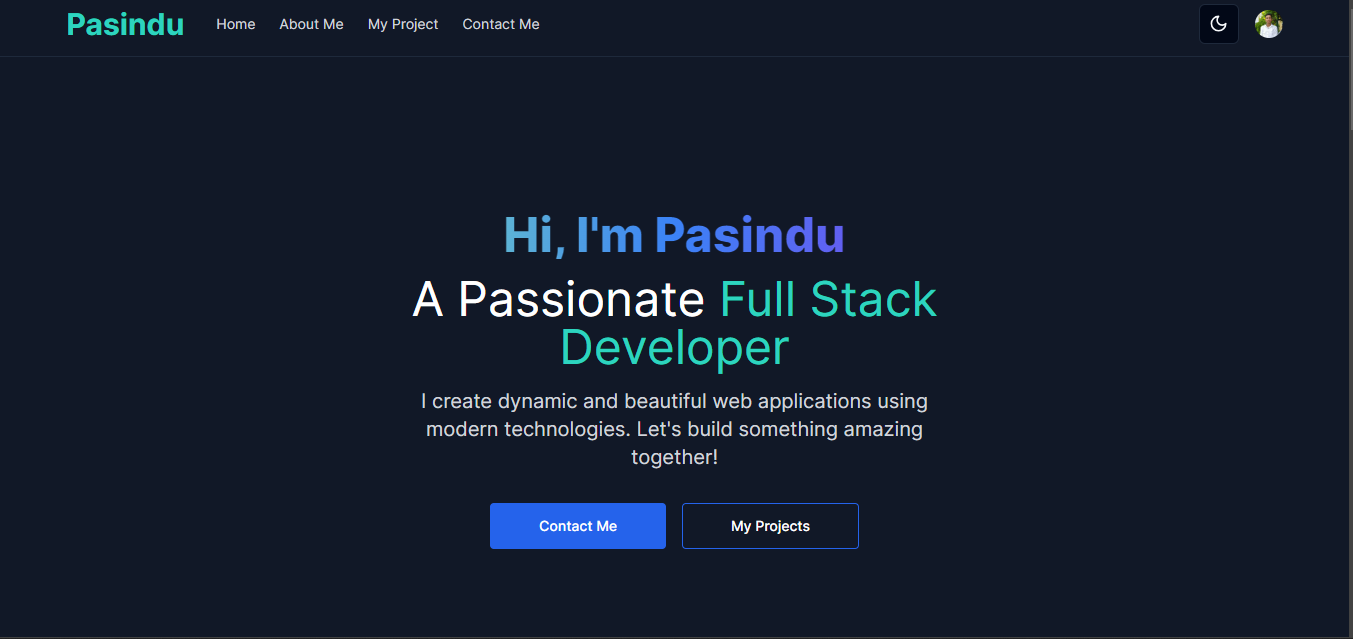 Pasindu
Home
About Me
My Project
Contact Me
Hi, I'm Pasindu
A Passionate Full Stack
Developer
I create dynamic and beautiful web applications using
modern technologies. Let's build something amazing
together!
Contact Me
My Projects